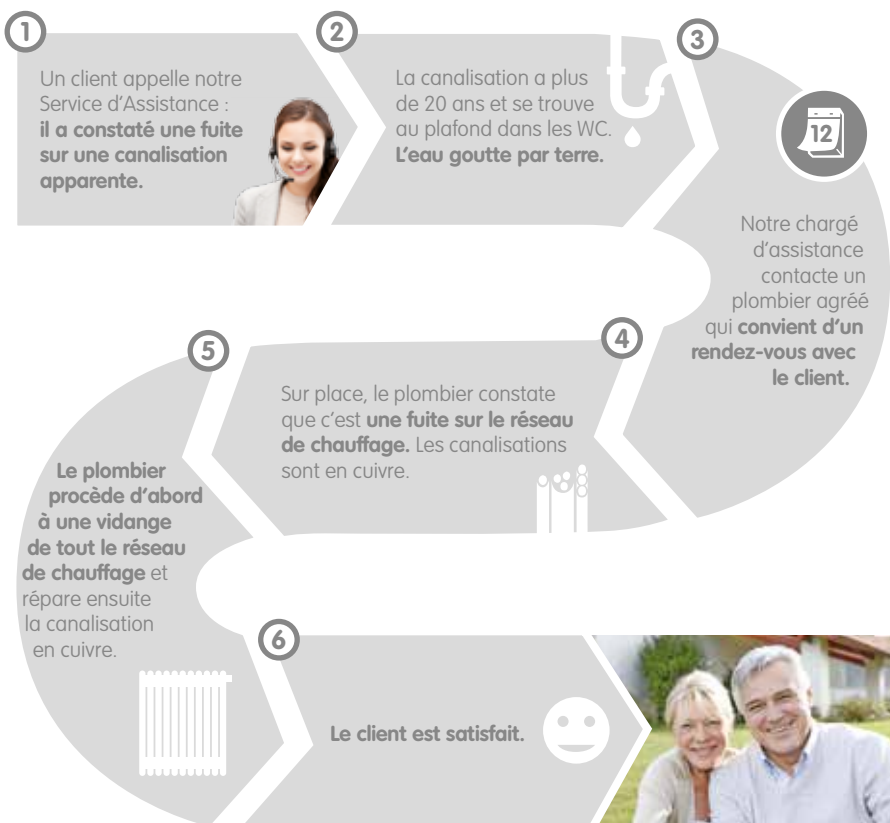 1
Un client appelle notre
Service d'Assistance :
il a constaté une fuite
sur une canalisation
apparente.
2
La canalisation a plus
de 20 ans et se trouve
au plafond dans les WC.
L'eau goutte par terre.
3
12
Notre chargé
d'assistance
contacte un
plombier agréé
qui convient d'un
rendez-vous avec
le client.
4
Sur place, le plombier constate
que c'est une fuite sur le réseau
de chauffage. Les canalisations
sont en cuivre.
5
Le plombier
procède d'abord
à une vidange
de tout le réseau
de chauffage et
répare ensuite
la canalisation
en cuivre.
6
Le client est satisfait.